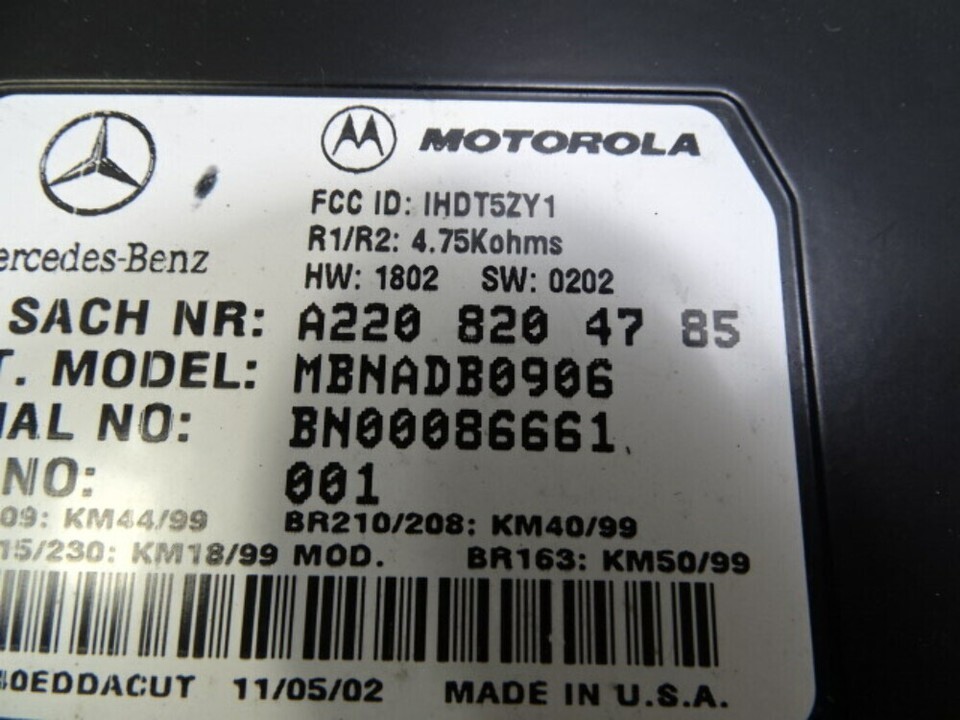 MOTOROLA
FCC ID: IHDT5ZY1
R1/R2: 4.75Kohms
ercedes-Benz
HW: 1802 SW: 0202
SACH NR: A220 820 47 85
T. MODEL: MBNADB0906
IAL NO: BN00086661
NO: 001
09: KM44/99 BR210/208: KM40/99
15/230: KM18/99 MOD. BR163: KM50/99
0EDDACUT 11/05/02 MADE IN U.S.A.